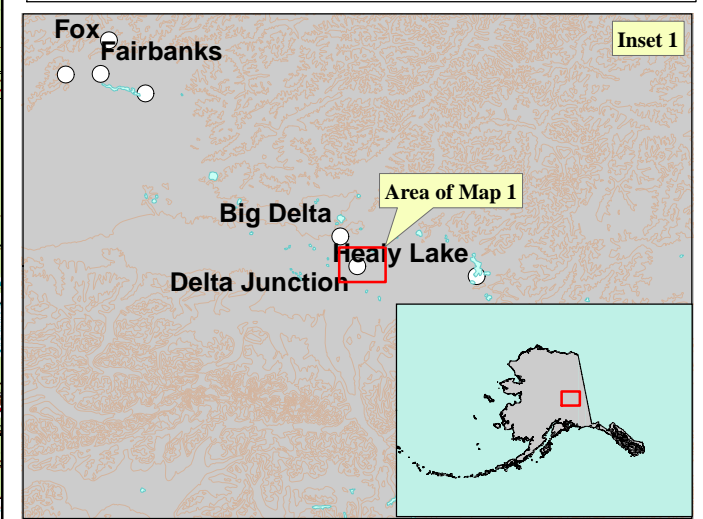 Fox
Inset 1
Fairbanks
Area of Map 1
Big Delta
Healy Lake
Delta Junction